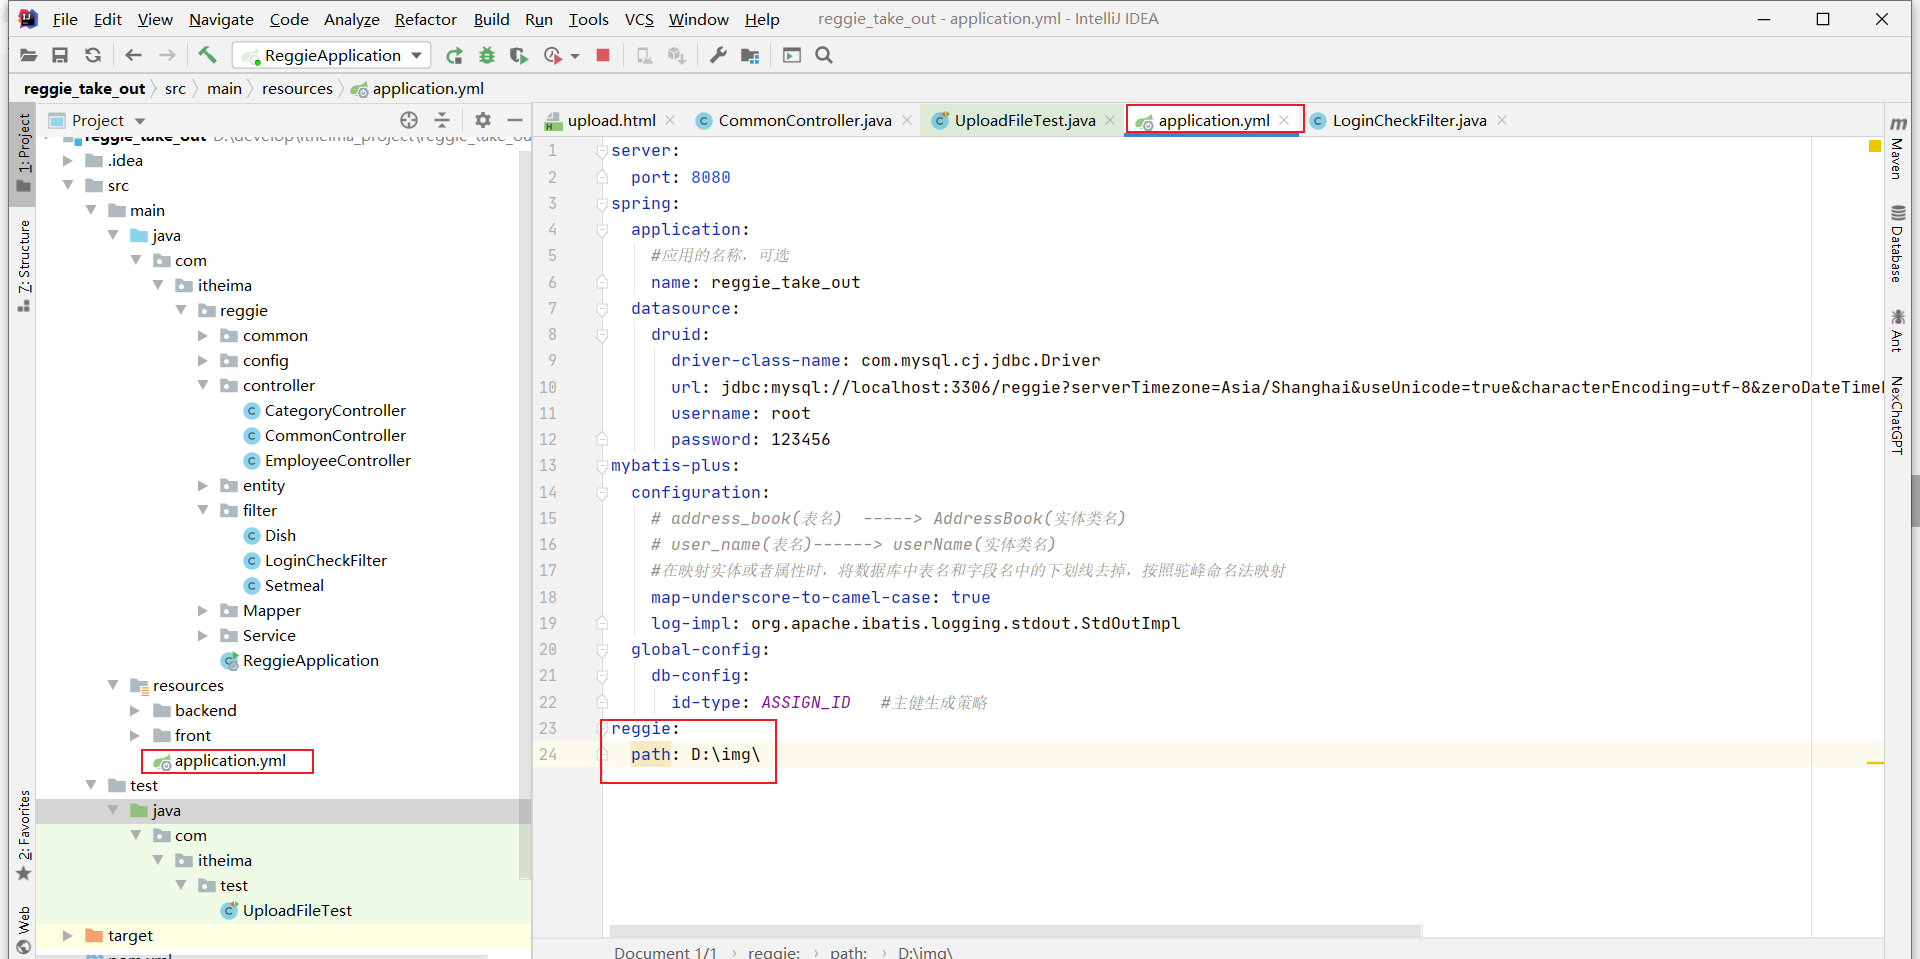 File Edit View Navigate Code Analyze Refactor Build Run Tools VCS Window Help reggie_take_out - application.yml - IntelliJ IDEA
ReggieApplication
reggie_take_out src main resources application.yml
1: Project
7: Structure
2: Favorites
Web
Project
reggie_take_out D:\develop\itheima_project\reggie_take_ou
.idea
src
main
java
com
itheima
reggie
common
config
controller
CategoryController
CommonController
EmployeeController
entity
filter
Dish
LoginCheckFilter
Setmeal
Mapper
Service
ReggieApplication
resources
backend
front
application.yml
test
java
com
itheima
test
UploadFileTest
target
pom.xml
upload.html CommonController.java UploadFileTest.java application.yml LoginCheckFilter.java
1 server:
2 port: 8080
3 spring:
4 application:
5 #应用的名称，可选
6 name: reggie_take_out
7 datasource:
8 druid:
9 driver-class-name: com.mysql.cj.jdbc.Driver
10 url: jdbc:mysql://localhost:3306/reggie?serverTimezone=Asia/Shanghai&useUnicode=true&characterEncoding=utf-8&zeroDateTime
11 username: root
12 password: 123456
13 mybatis-plus:
14 configuration:
15 # address_book(表名) -----> AddressBook(实体类名)
16 # user_name(表名)------> userName(实体类名)
17 #在映射实体或者属性时，将数据库中表名和字段名中的下划线去掉，按照驼峰命名法映射
18 map-underscore-to-camel-case: true
19 log-impl: org.apache.ibatis.logging.stdout.StdOutImpl
20 global-config:
21 db-config:
22 id-type: ASSIGN_ID #主健生成策略
23 reggie:
24 path: D:\img\
Document 1/1 › reggie: › path: › D:\img\
Maven
Database
Ant
NexChatGPT